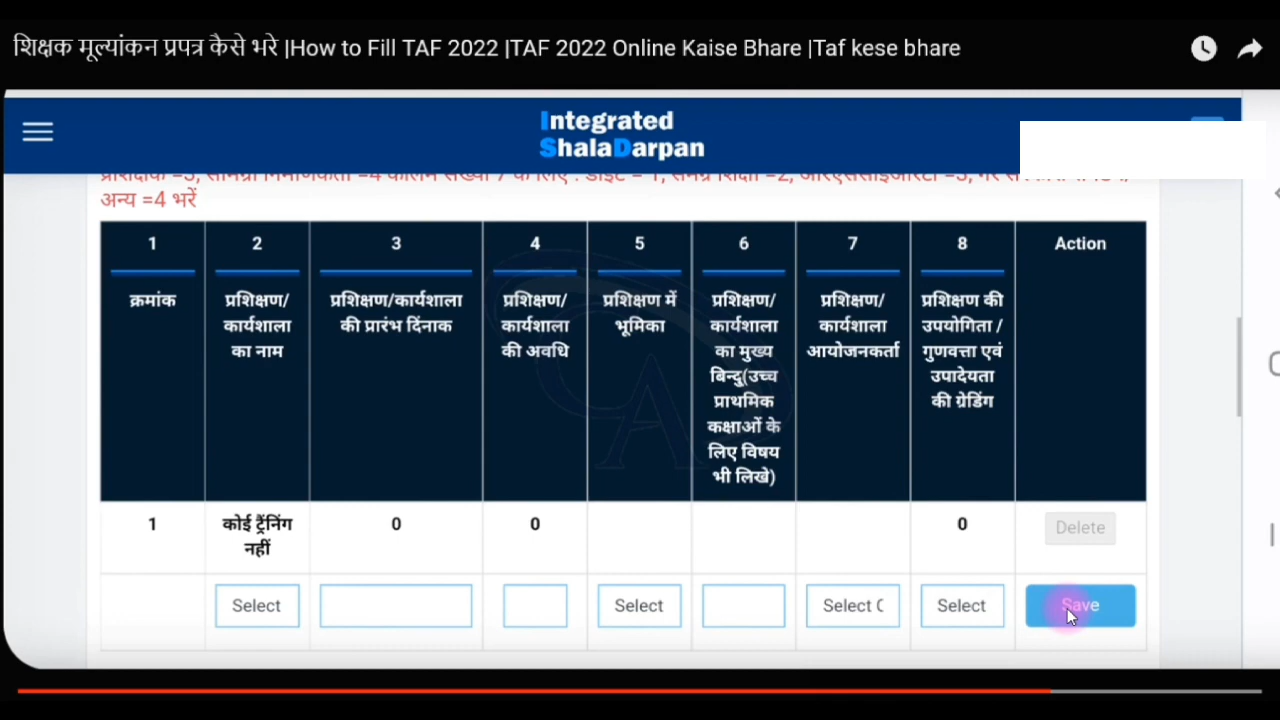 शिक्षक मूल्यांकन प्रपत्र कैसे भरे |How to Fill TAF 2022 |TAF 2022 Online Kaise Bhare |Taf kese bhare
Integrated
ShalaDarpan
अन्य =4 भरें
1 2 3 4 5 6 7 8 Action
क्रमांक
प्रशिक्षण/
कार्यशाला
का नाम
प्रशिक्षण/कार्यशाला
की प्रारंभ दिंनाक
प्रशिक्षण/
कार्यशाला
की अवधि
प्रशिक्षण में
भूमिका
प्रशिक्षण/
कार्यशाला
का मुख्य
बिन्दु(उच्च
प्राथमिक
कक्षाओं के
लिए विषय
भी लिखे)
प्रशिक्षण/
कार्यशाला
आयोजनकर्ता
प्रशिक्षण की
उपयोगिता /
गुणवत्ता एवं
उपादेयता
की ग्रेडिंग
1 कोई ट्रैंनिंग 0 0 0 Delete
नहीं
Select Select Select C Select Save